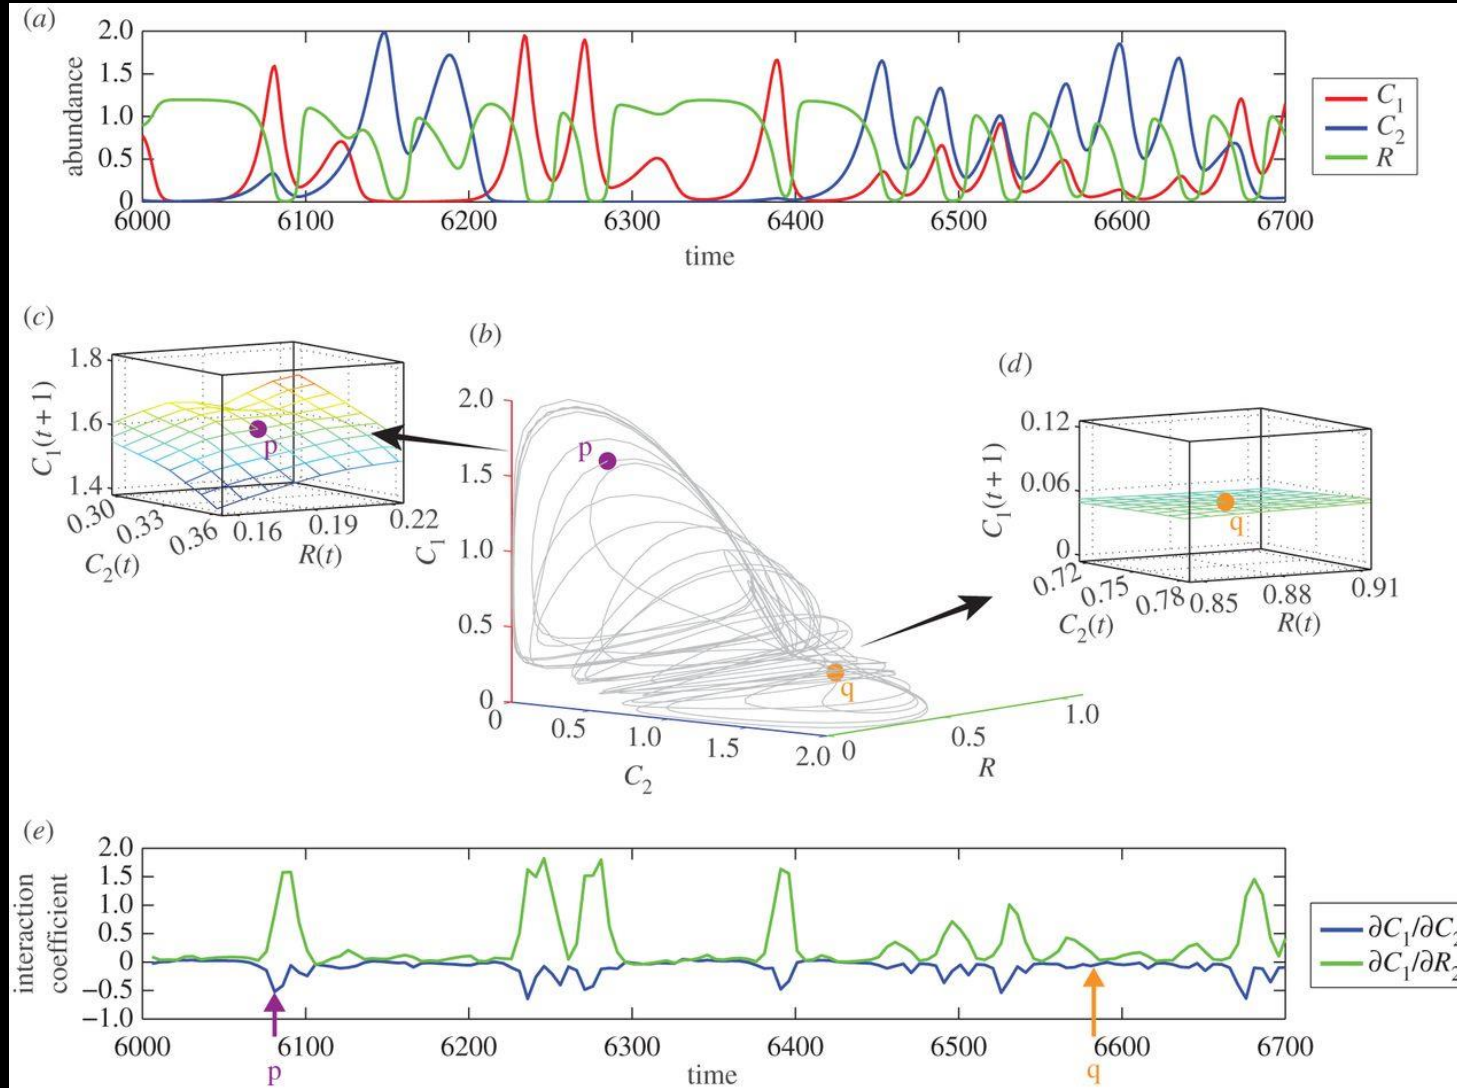 (a)
abundance
2.0
1.5
1.0
0.5
0
6000 6100 6200 6300 6400 6500 6600 6700
time
C₁
C₂
R
(c)
1.8
1.6
1.4
C₁(t + 1)
p
0.30
0.33
0.36
C₂(t)
0.16 0.19 0.22
R(t)
(b)
2.0
1.5
1.0
0.5
0
C₁
p
q
0 0.5 1.0 1.5 2.0
C₂
0 0.5 1.0
R
(d)
0.12
0.06
0
C₁(t + 1)
q
0.72
0.75
0.78
C₂(t)
0.85 0.88 0.91
R(t)
(e)
interaction
coefficient
2.0
1.5
1.0
0.5
0
−0.5
−1.0
6000 6100 6200 6300 6400 6500 6600 6700
p
time
q
∂C₁/∂C₂
∂C₁/∂R₂